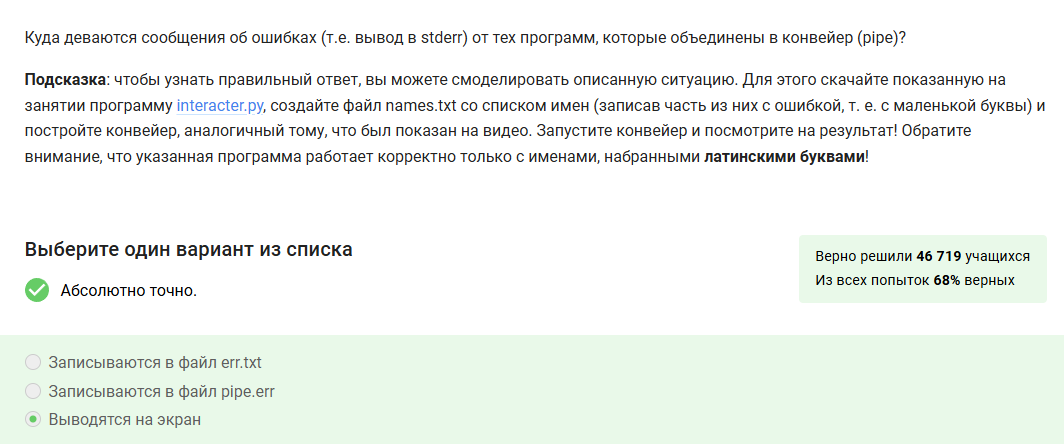 Куда деваются сообщения об ошибках (т.е. вывод в stderr) от тех программ, которые объединены в конвейер (pipe)?
Подсказка: чтобы узнать правильный ответ, вы можете смоделировать описанную ситуацию. Для этого скачайте показанную на
занятии программу interacter.py, создайте файл names.txt со списком имен (записав часть из них с ошибкой, т. е. с маленькой буквы) и
постройте конвейер, аналогичный тому, что был показан на видео. Запустите конвейер и посмотрите на результат! Обратите
внимание, что указанная программа работает корректно только с именами, набранными латинскими буквами!
Выберите один вариант из списка
Верно решили 46 719 учащихся
Из всех попыток 68% верных
Абсолютно точно.
Записываются в файл err.txt
Записываются в файл pipe.err
Выводятся на экран